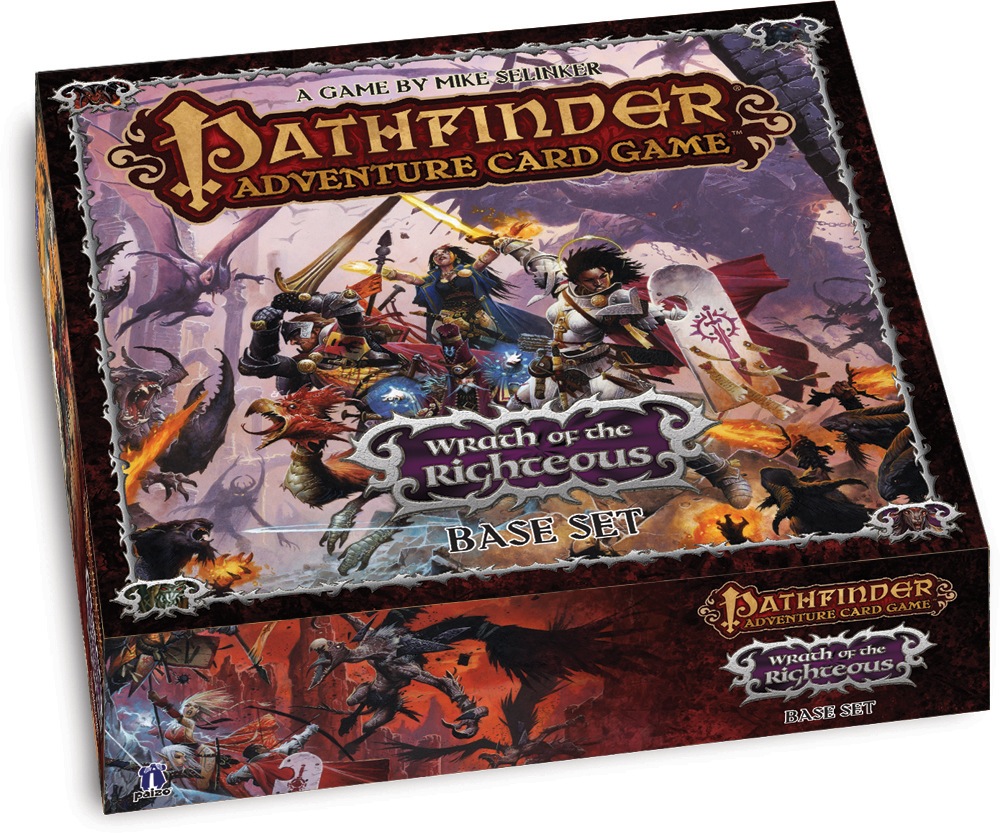 A GAME BY MIKE SELINKER
PATHFINDER®
ADVENTURE CARD GAME™
WRATH OF THE
RIGHTEOUS
BASE SET
PATHFINDER
ADVENTURE CARD GAME
WRATH OF THE
RIGHTEOUS
BASE SET
paizo